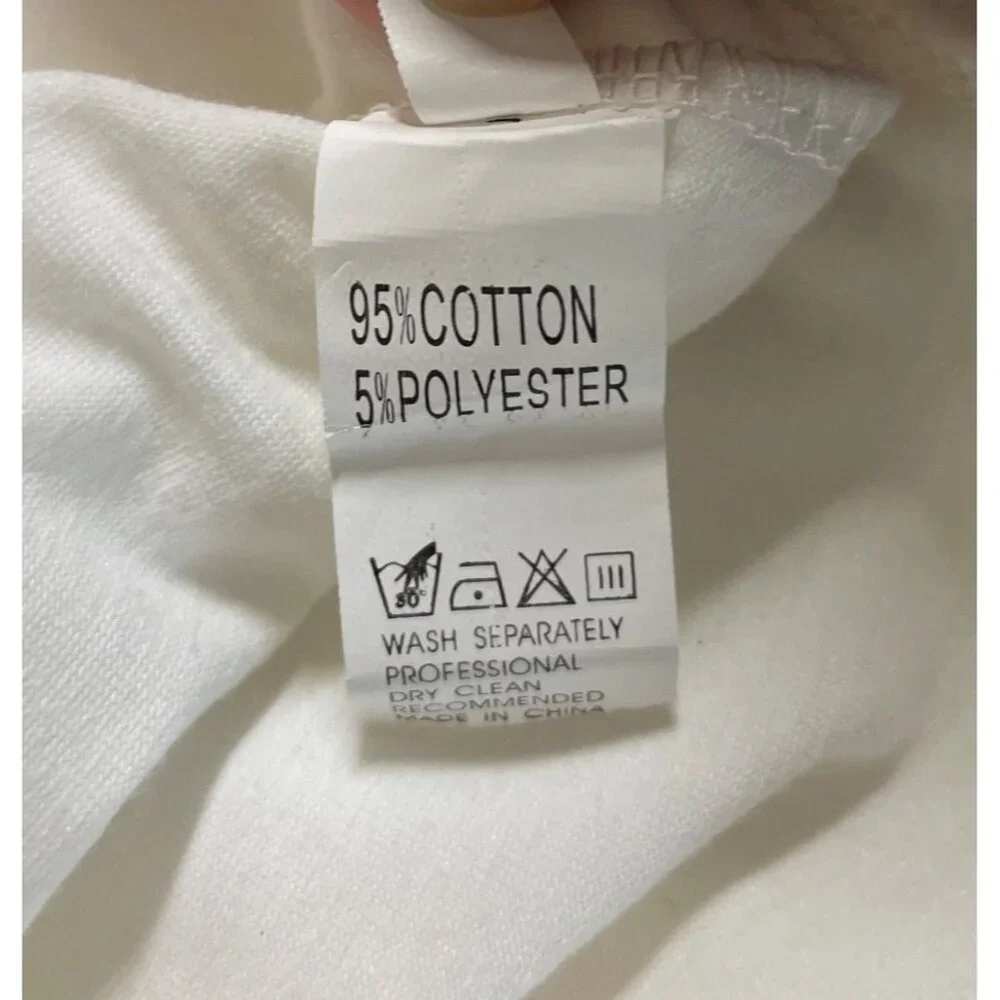 95%COTTON
5%POLYESTER
30°
WASH SEPARATELY
PROFESSIONAL
DRY CLEAN
RECOMMENDED
MADE IN CHINA